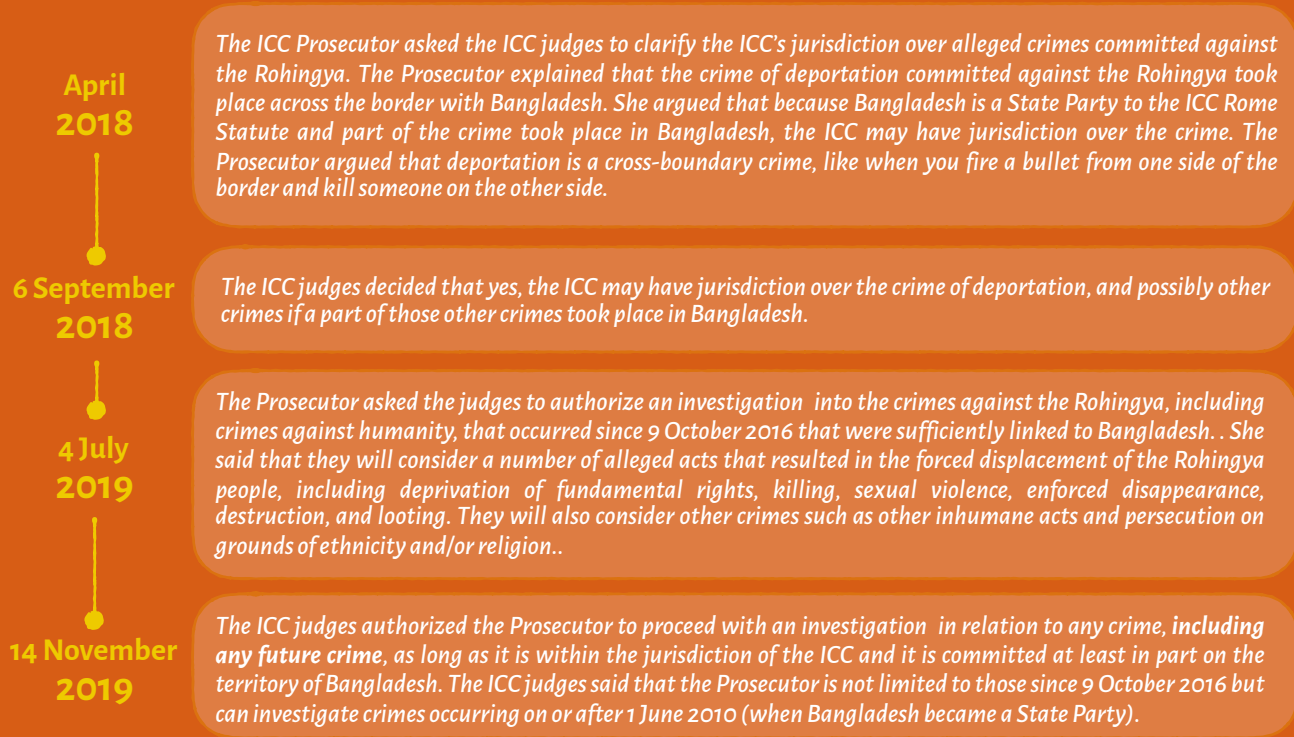 April
2018
The ICC Prosecutor asked the ICC judges to clarify the ICC's jurisdiction over alleged crimes committed against
the Rohingya. The Prosecutor explained that the crime of deportation committed against the Rohingya took
place across the border with Bangladesh. She argued that because Bangladesh is a State Party to the ICC Rome
Statute and part of the crime took place in Bangladesh, the ICC may have jurisdiction over the crime. The
Prosecutor argued that deportation is a cross-boundary crime, like when you fire a bullet from one side of the
border and kill someone on the other side.
6 September
2018
The ICC judges decided that yes, the ICC may have jurisdiction over the crime of deportation, and possibly other
crimes if a part of those other crimes took place in Bangladesh.
4 July
2019
The Prosecutor asked the judges to authorize an investigation into the crimes against the Rohingya, including
crimes against humanity, that occurred since 9 October 2016 that were sufficiently linked to Bangladesh. . She
said that they will consider a number of alleged acts that resulted in the forced displacement of the Rohingya
people, including deprivation of fundamental rights, killing, sexual violence, enforced disappearance,
destruction, and looting. They will also consider other crimes such as other inhumane acts and persecution on
grounds of ethnicity and/or religion..
14 November
2019
The ICC judges authorized the Prosecutor to proceed with an investigation in relation to any crime, including
any future crime, as long as it is within the jurisdiction of the ICC and it is committed at least in part on the
territory of Bangladesh. The ICC judges said that the Prosecutor is not limited to those since 9 October 2016 but
can investigate crimes occurring on or after 1 June 2010 (when Bangladesh became a State Party).